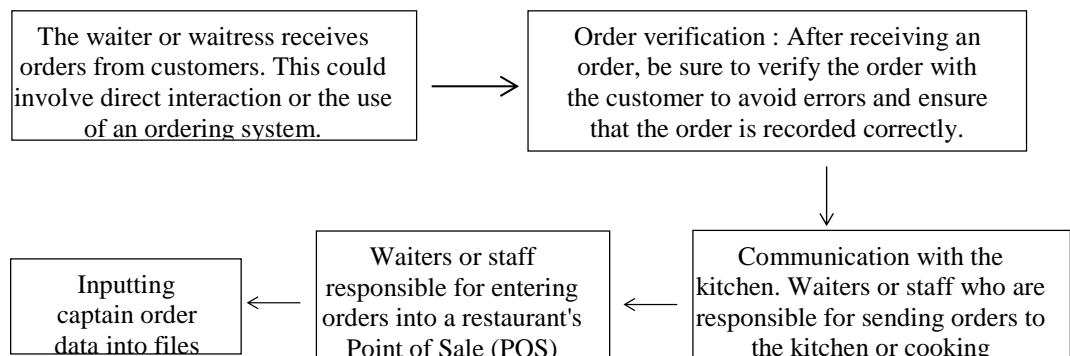 The waiter or waitress receives
orders from customers. This could
involve direct interaction or the use
of an ordering system.
Order verification : After receiving an
order, be sure to verify the order with
the customer to avoid errors and ensure
that the order is recorded correctly.
Communication with the
kitchen. Waiters or staff who are
responsible for sending orders to
the kitchen or cooking
Waiters or staff
responsible for entering
orders into a restaurant's
Point of Sale (POS)
Inputting
captain order
data into files